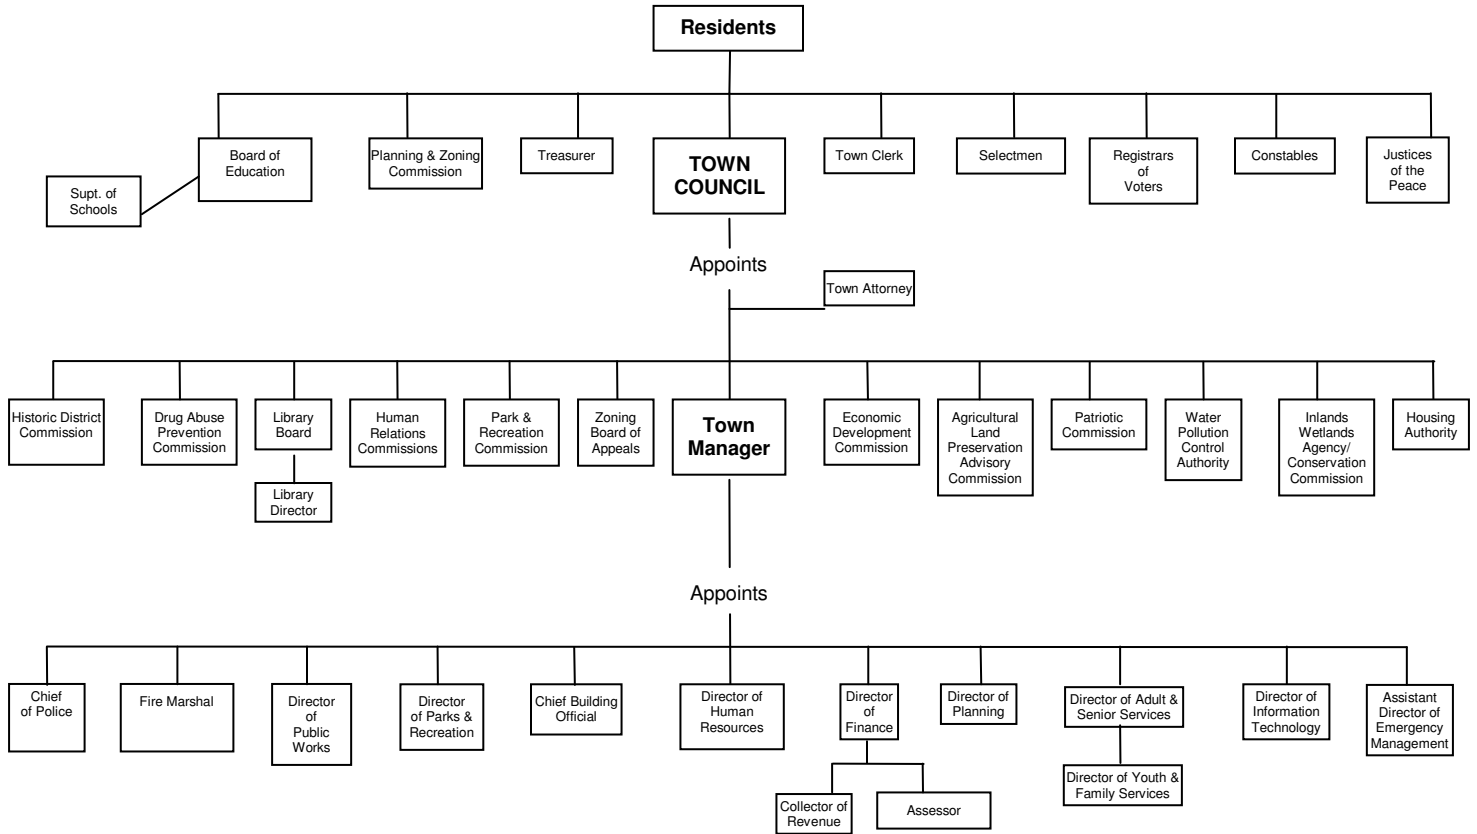 Residents
Board of
Education
Planning & Zoning
Commission
Treasurer
TOWN
COUNCIL
Town Clerk
Selectmen
Registrars
of
Voters
Constables
Justices
of the
Peace
Supt. of
Schools
Appoints
Town Attorney
Historic District
Commission
Drug Abuse
Prevention
Commission
Library
Board
Library
Director
Human
Relations
Commissions
Park &
Recreation
Commission
Zoning
Board of
Appeals
Town
Manager
Economic
Development
Commission
Agricultural
Land
Preservation
Advisory
Commission
Patriotic
Commission
Water
Pollution
Control
Authority
Inlands
Wetlands
Agency/
Conservation
Commission
Housing
Authority
Appoints
Chief
of Police
Fire Marshal
Director
of
Public
Works
Director
of Parks &
Recreation
Chief Building
Official
Director of
Human
Resources
Director
of
Finance
Collector of
Revenue
Assessor
Director of
Planning
Director of Adult &
Senior Services
Director of Youth &
Family Services
Director of
Information
Technology
Assistant
Director of
Emergency
Management